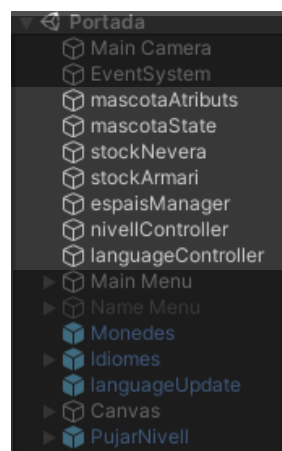 Portada
Main Camera
EventSystem
mascotaAtributs
mascotaState
stockNevera
stockArmari
espaisManager
nivellController
languageController
Main Menu
Name Menu
Monedes
Idiomes
languageUpdate
Canvas
PujarNivell